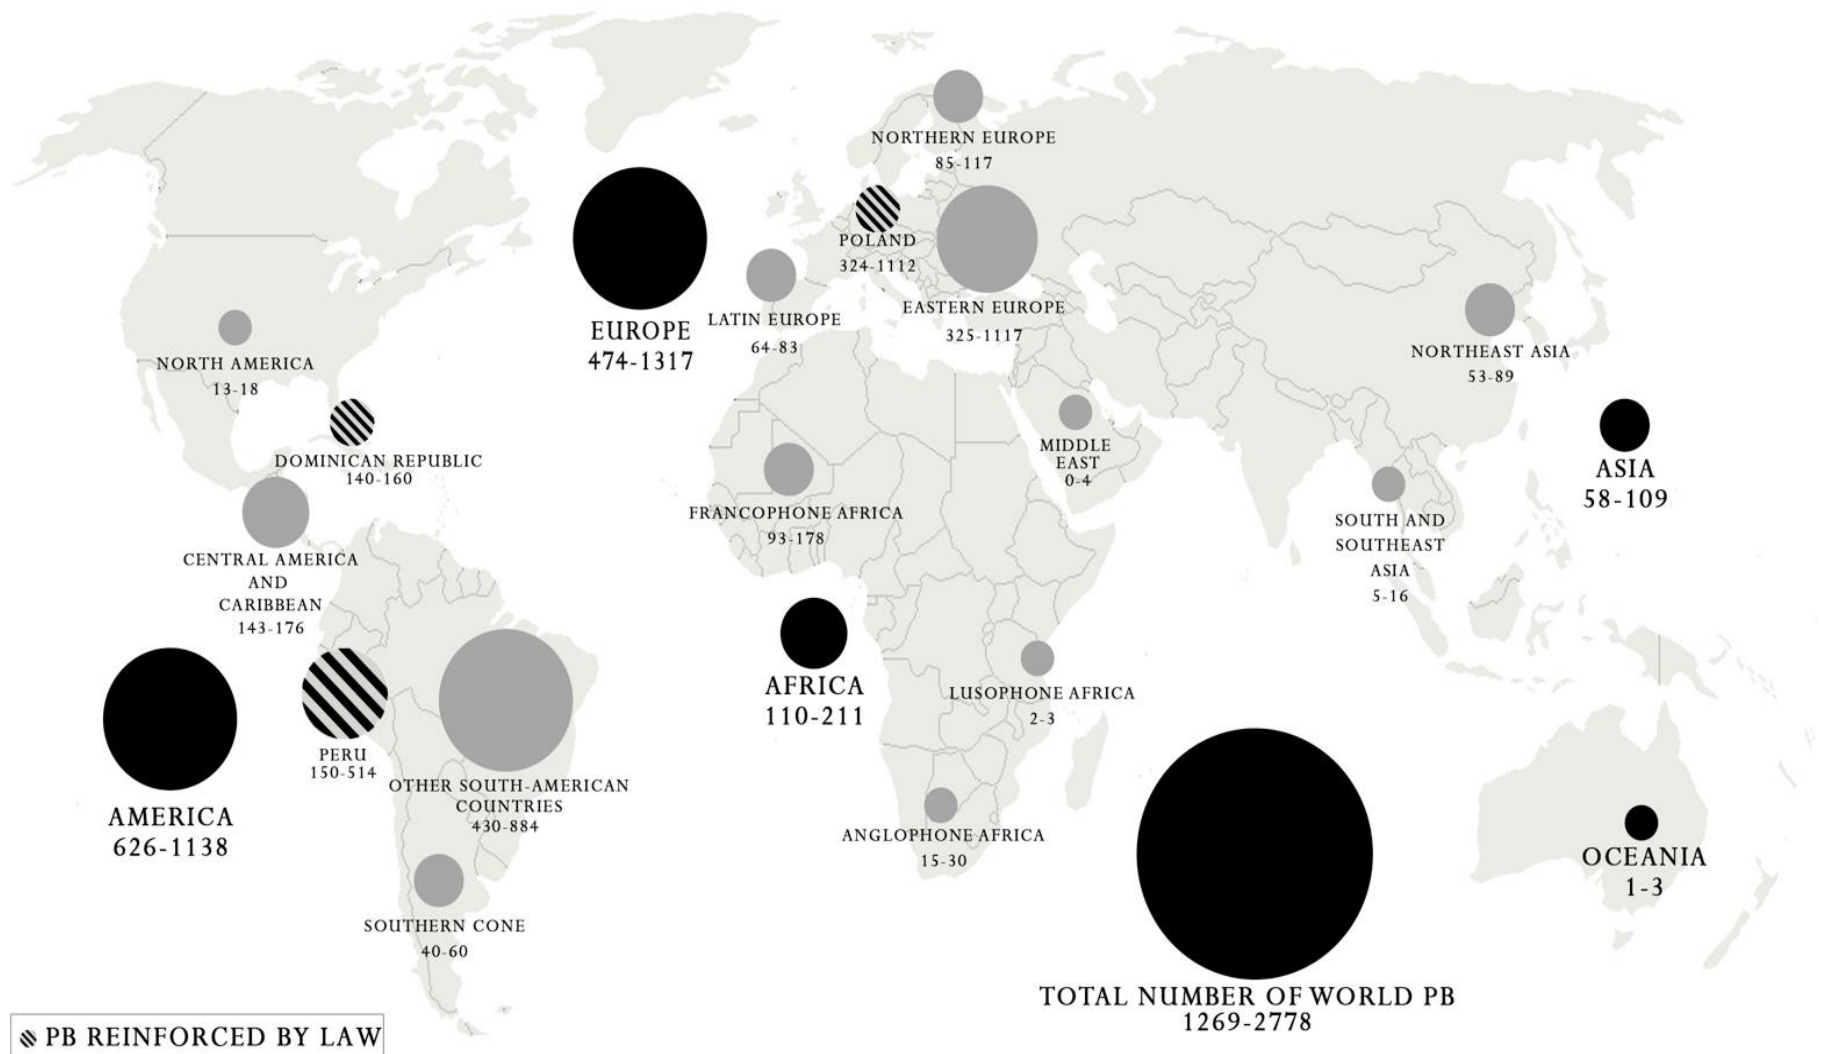 NORTHERN EUROPE
85-117
POLAND
324-1112
EUROPE
474-1317
LATIN EUROPE
64-83
EASTERN EUROPE
325-1117
NORTH AMERICA
13-18
NORTHEAST ASIA
53-89
DOMINICAN REPUBLIC
140-160
MIDDLE
EAST
0-4
ASIA
58-109
FRANCOPHONE AFRICA
93-178
SOUTH AND
SOUTHEAST
ASIA
5-16
CENTRAL AMERICA
AND
CARIBBEAN
143-176
AFRICA
110-211
LUSOPHONE AFRICA
2-3
PERU
150-514
OTHER SOUTH-AMERICAN
COUNTRIES
430-884
AMERICA
626-1138
ANGLOPHONE AFRICA
15-30
OCEANIA
1-3
SOUTHERN CONE
40-60
TOTAL NUMBER OF WORLD PB
1269-2778
PB REINFORCED BY LAW